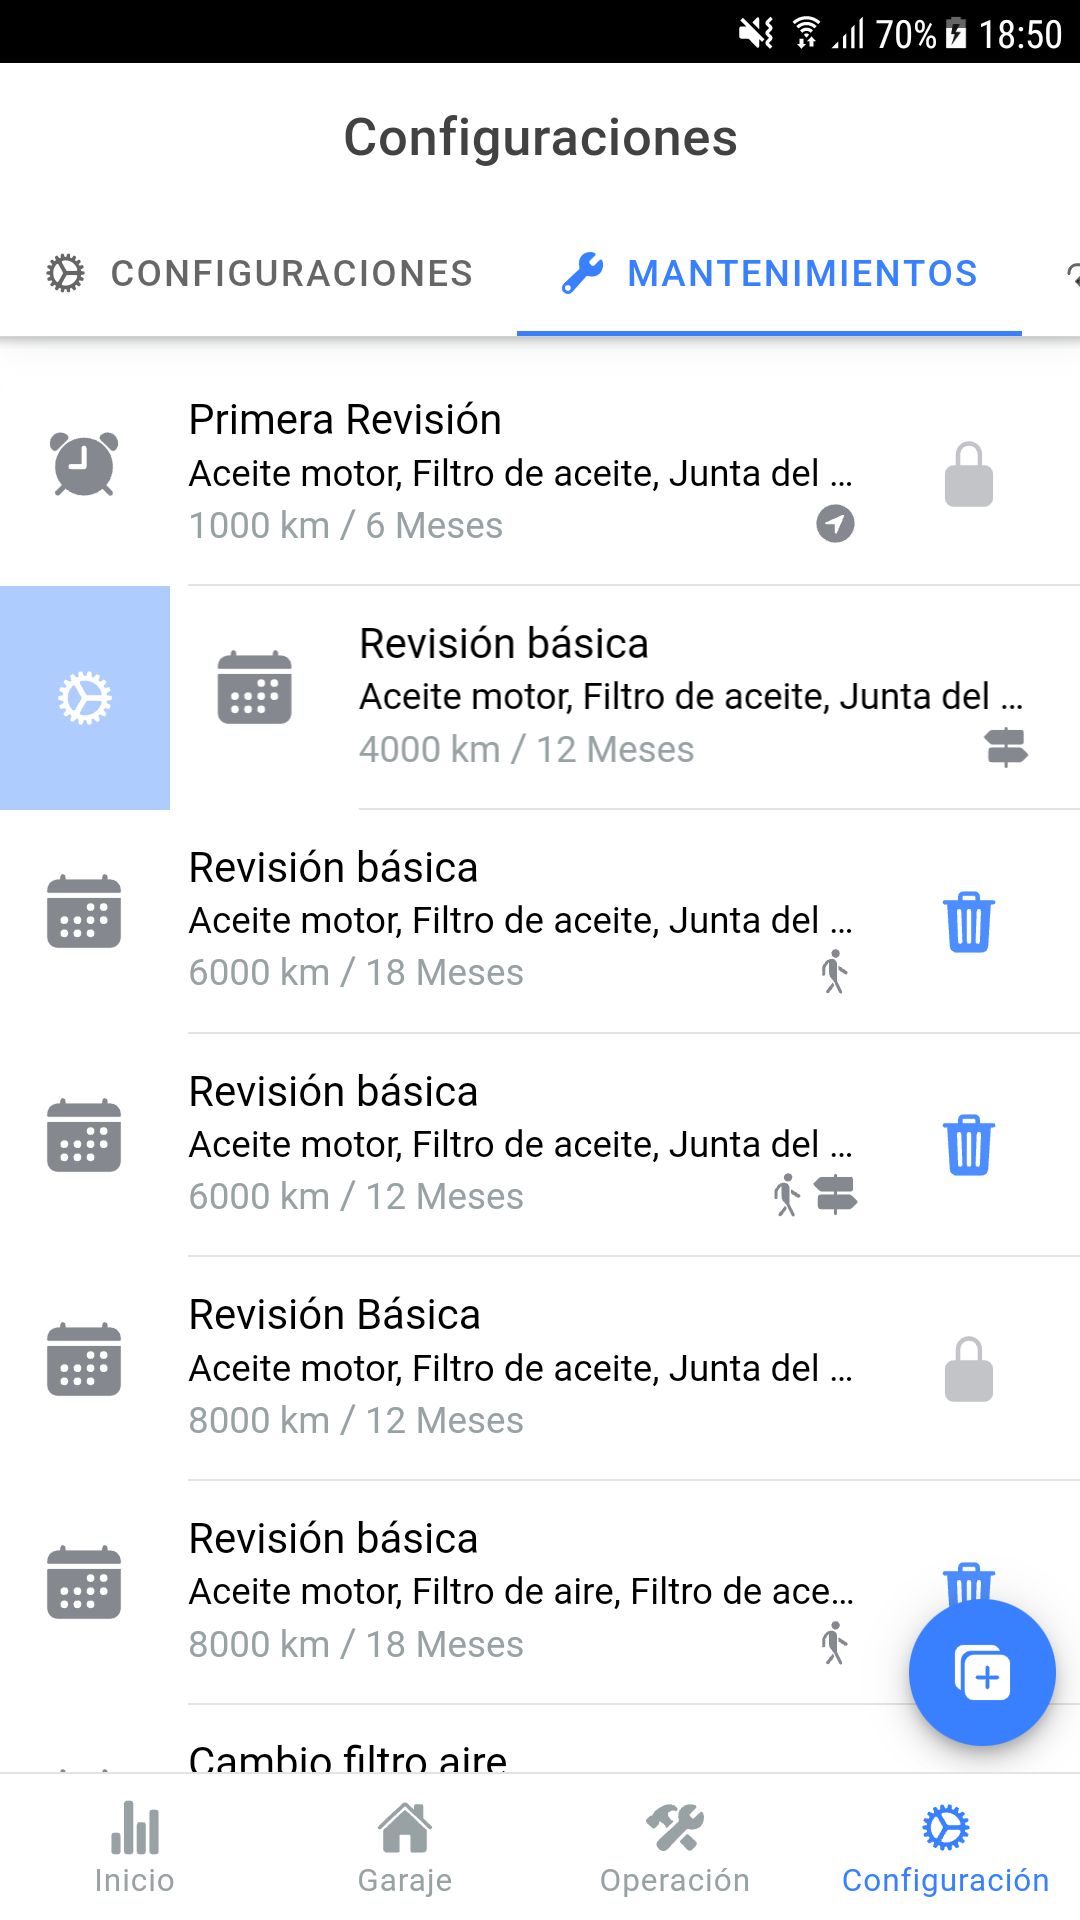 70% 18:50
Configuraciones
CONFIGURACIONES MANTENIMIENTOS
Primera Revisión
Aceite motor, Filtro de aceite, Junta del ...
1000 km / 6 Meses
Revisión básica
Aceite motor, Filtro de aceite, Junta del ...
4000 km / 12 Meses
Revisión básica
Aceite motor, Filtro de aceite, Junta del ...
6000 km / 18 Meses
Revisión básica
Aceite motor, Filtro de aceite, Junta del ...
6000 km / 12 Meses
Revisión Básica
Aceite motor, Filtro de aceite, Junta del ...
8000 km / 12 Meses
Revisión básica
Aceite motor, Filtro de aire, Filtro de ace...
8000 km / 18 Meses
Cambio filtro aire
Inicio Garaje Operación Configuración